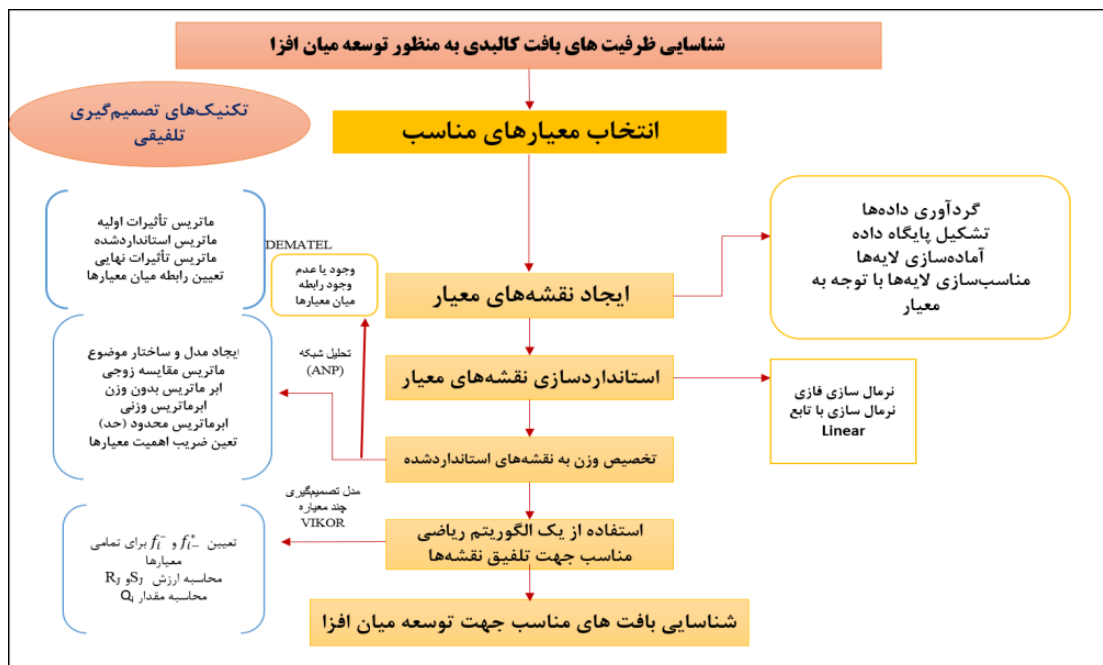 شناسایی ظرفیت های بافت کالبدی به منظور توسعه میان افزا
تکنیک‌های تصمیم‌گیری
تلفیقی
انتخاب معیارهای مناسب
گردآوری داده‌ها
تشکیل پایگاه داده
آماده‌سازی لایه‌ها
مناسب‌سازی لایه‌ها با توجه به
معیار
ماتریس تأثیرات اولیه
ماتریس استانداردشده
ماتریس تأثیرات نهایی
تعیین رابطه میان معیارها
DEMATEL
وجود یا عدم
وجود رابطه
میان معیارها
ایجاد نقشه‌های معیار
تحلیل شبکه
(ANP)
ایجاد مدل و ساختار موضوع
ماتریس مقایسه زوجی
ابر ماتریس بدون وزن
ابرماتریس وزنی
ابرماتریس محدود (حد)
تعین ضریب اهمیت معیارها
استانداردسازی نقشه‌های معیار
نرمال سازی فازی
نرمال سازی با تابع
Linear
تخصیص وزن به نقشه‌های استانداردشده
مدل تصمیم‌گیری
چند معیاره
VIKOR
استفاده از یک الگوریتم ریاضی
مناسب جهت تلفیق نقشه‌ها
تعیین f*i– و f–i برای تمامی
معیارها
محاسبه ارزش SJ و RJ
محاسبه مقدار Qi
شناسایی بافت های مناسب جهت توسعه میان افزا